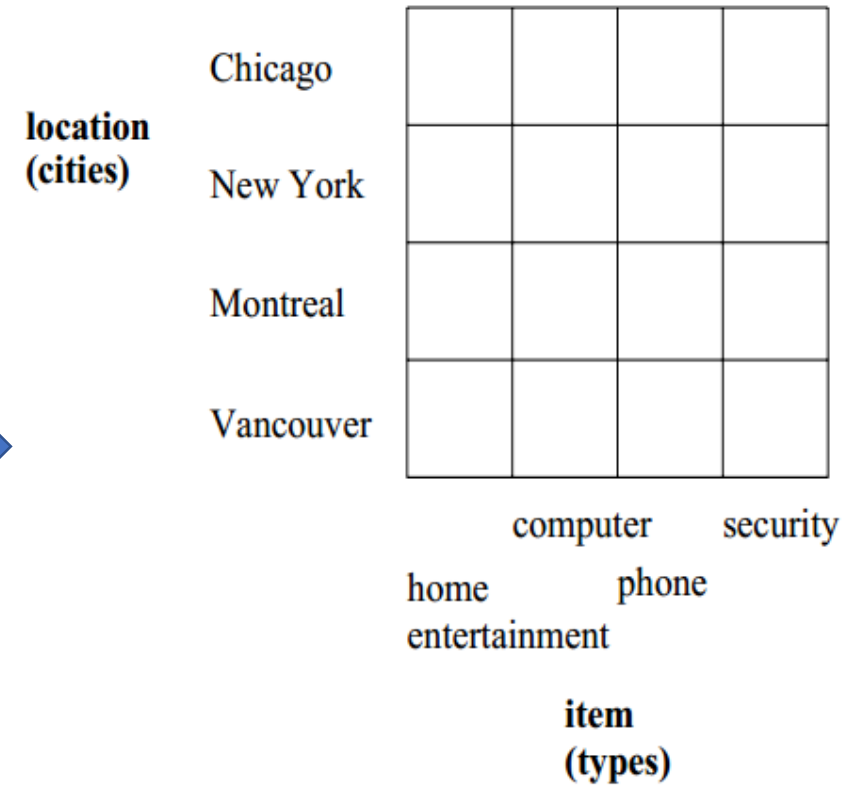 Chicago
location
(cities)
New York
Montreal
Vancouver
computer security
home phone
entertainment
item
(types)